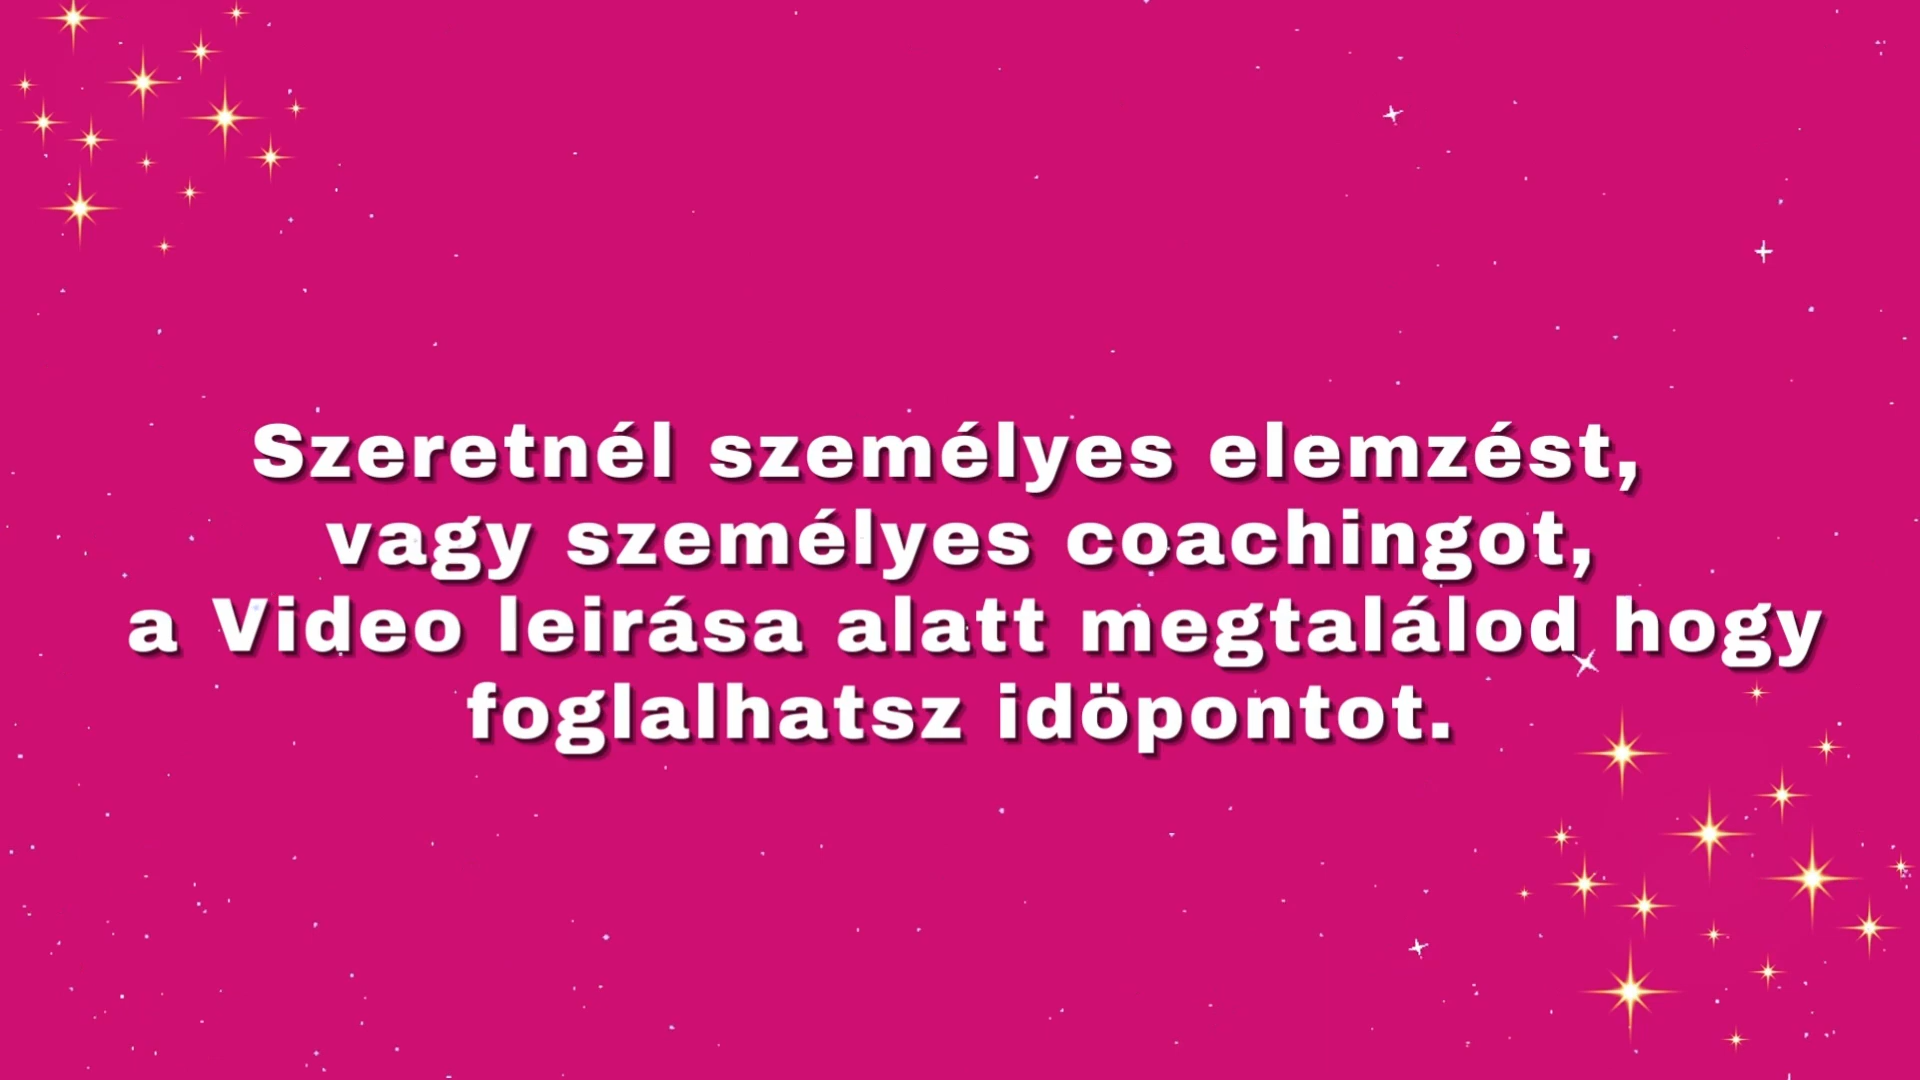 Szeretnél személyes elemzést,
vagy személyes coachingot,
a Video leirása alatt megtalálod hogy
foglalhatsz idöpontot.